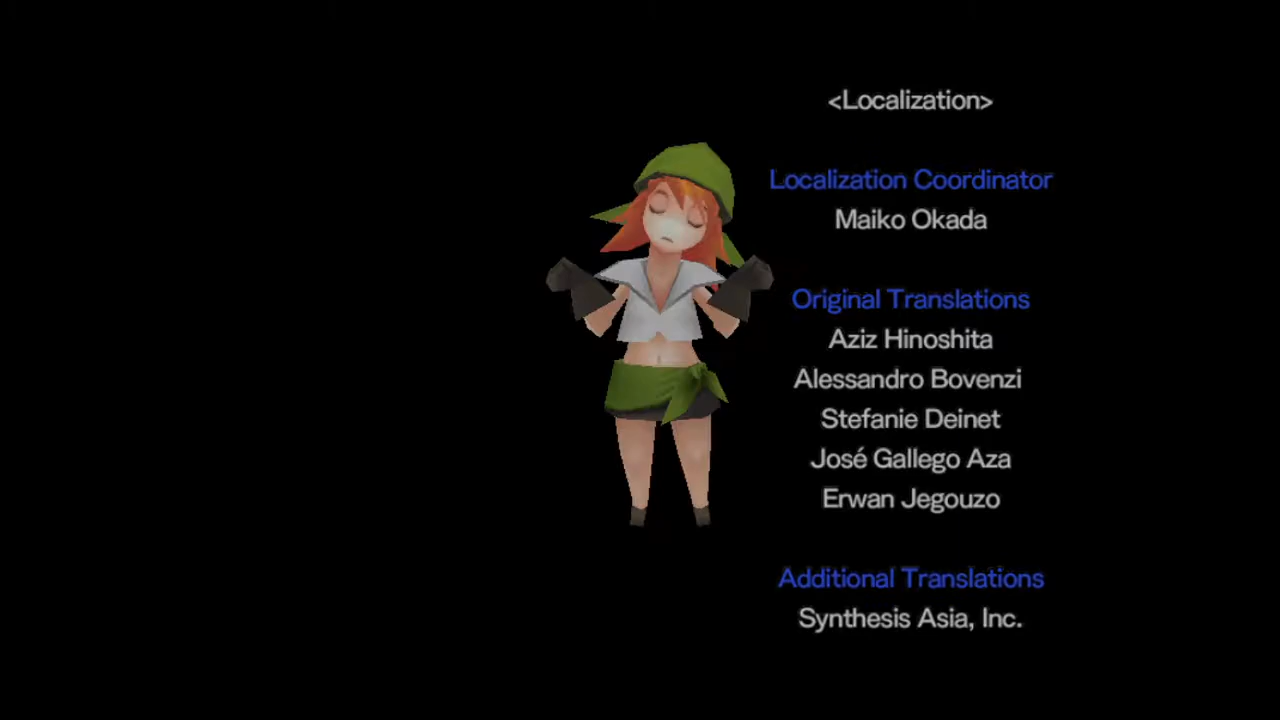 <Localization>
Localization Coordinator
Maiko Okada
Original Translations
Aziz Hinoshita
Alessandro Bovenzi
Stefanie Deinet
José Gallego Aza
Erwan Jegouzo
Additional Translations
Synthesis Asia, Inc.